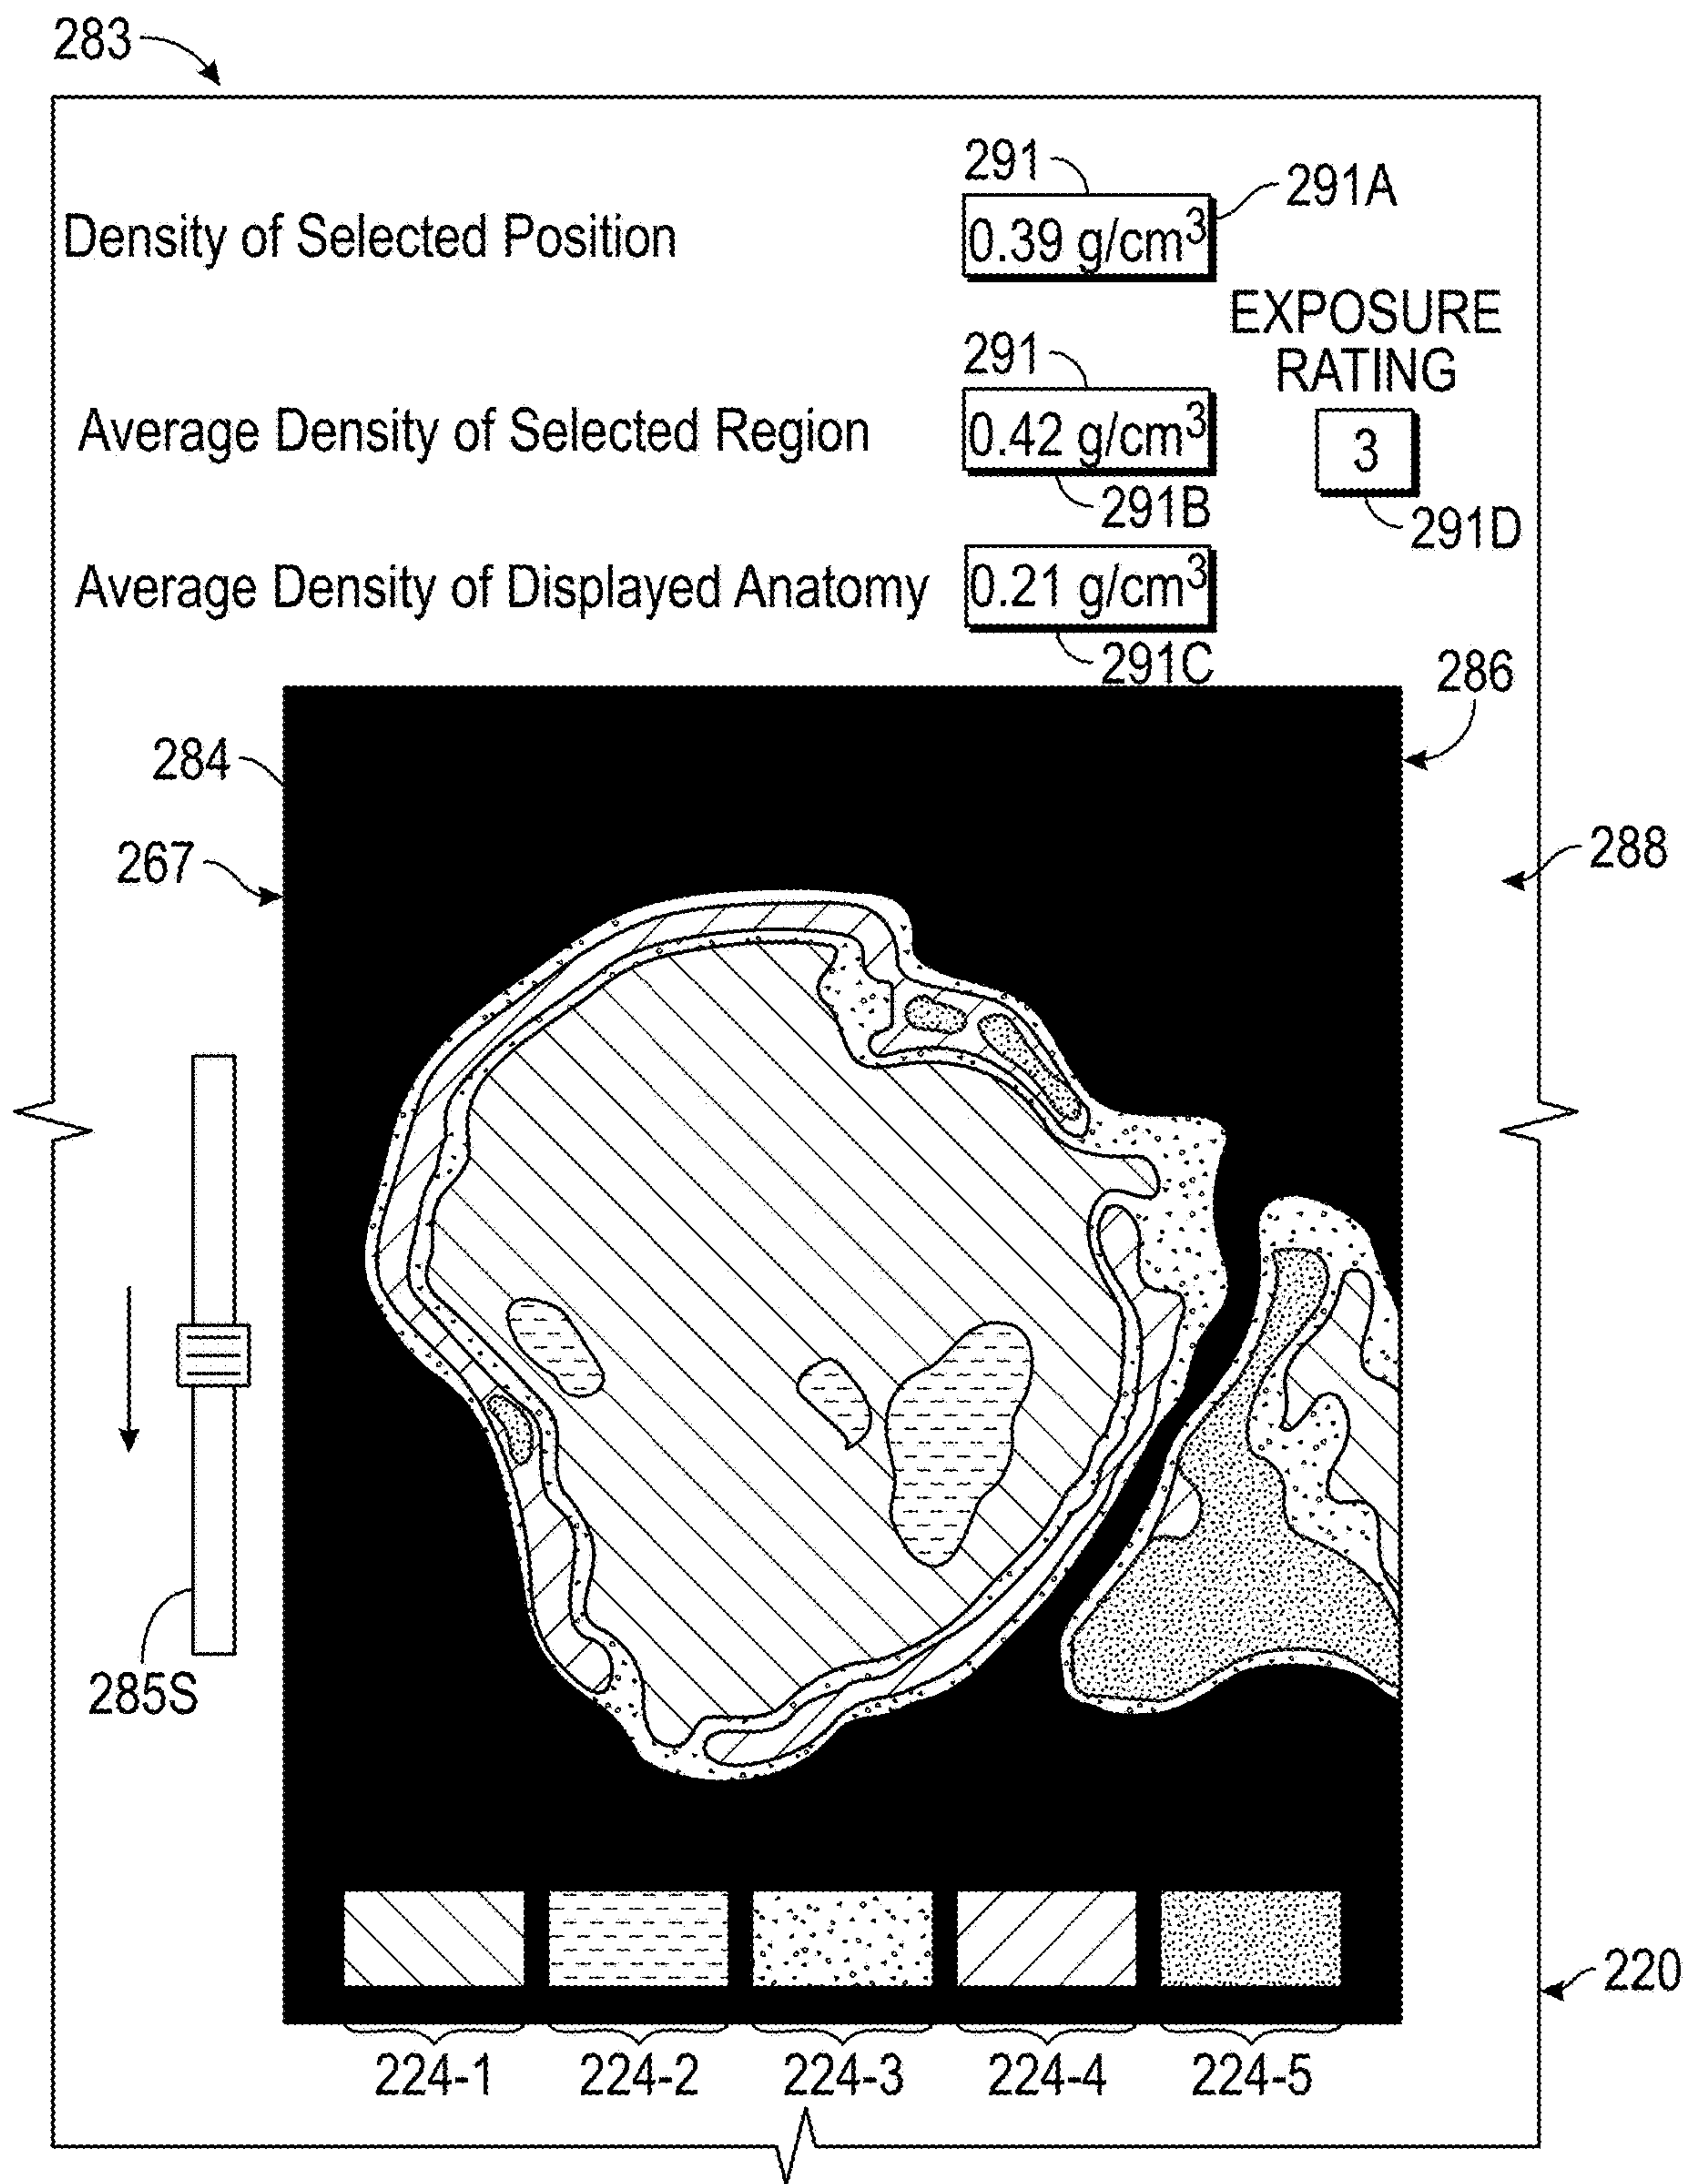 283
291
291A
Density of Selected Position
0.39 g/cm³
EXPOSURE
RATING
291
Average Density of Selected Region
0.42 g/cm³
3
291B
291D
Average Density of Displayed Anatomy
0.21 g/cm³
291C
286
284
267
288
285S
220
224-1 224-2 224-3 224-4 224-5